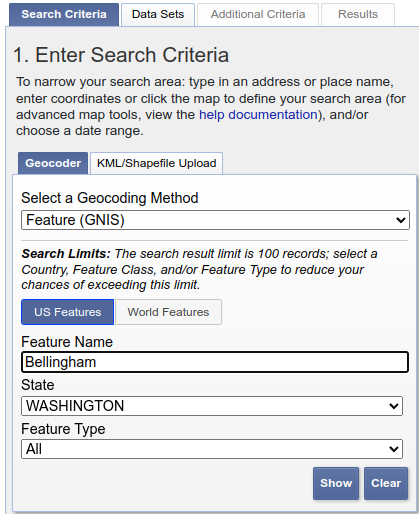 Search Criteria Data Sets Additional Criteria Results
1. Enter Search Criteria
To narrow your search area: type in an address or place name,
enter coordinates or click the map to define your search area (for
advanced map tools, view the help documentation), and/or
choose a date range.
Geocoder KML/Shapefile Upload
Select a Geocoding Method
Feature (GNIS)
Search Limits: The search result limit is 100 records; select a
Country, Feature Class, and/or Feature Type to reduce your
chances of exceeding this limit.
US Features World Features
Feature Name
Bellingham
State
WASHINGTON
Feature Type
All
Show Clear